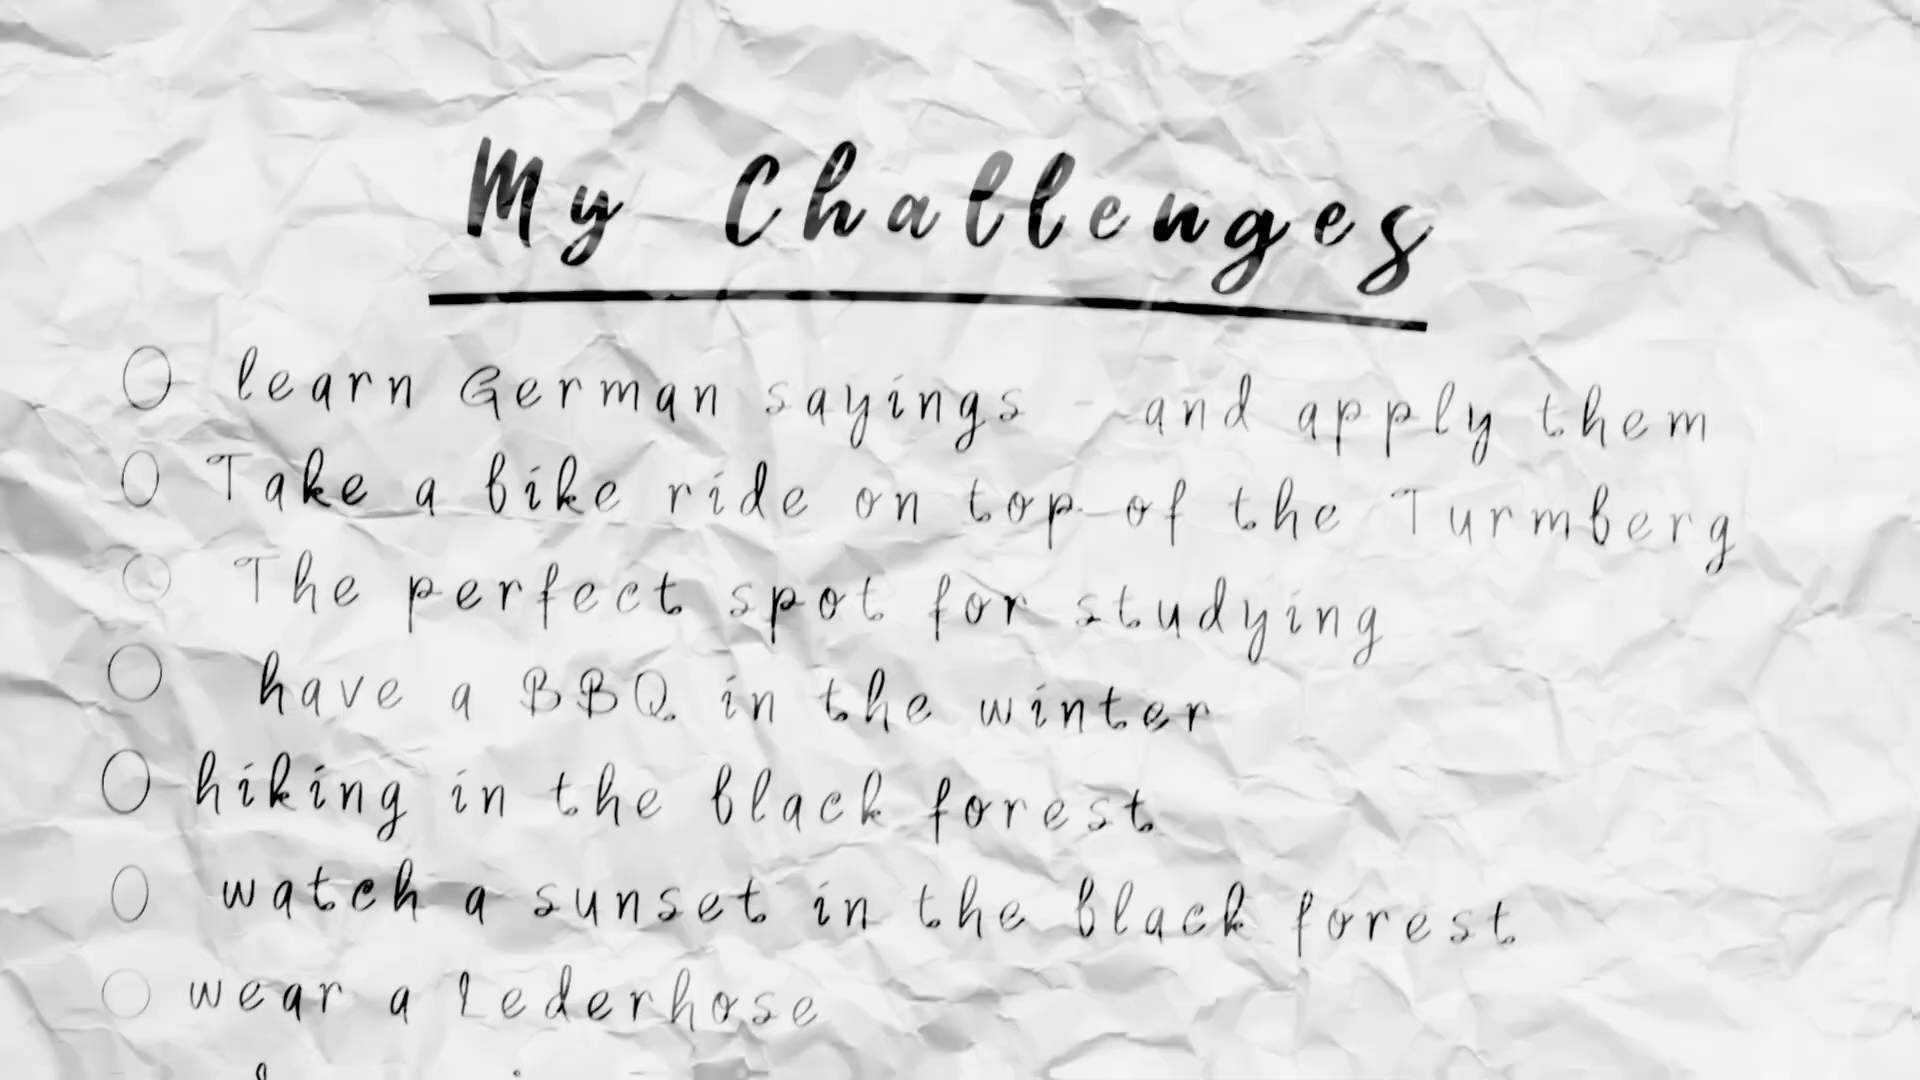 My Challenges
learn German sayings - and apply them
Take a bike ride on top of the Turmberg
The perfect spot for studying
have a BBQ in the winter
hiking in the black forest
watch a sunset in the black forest
wear a Lederhose